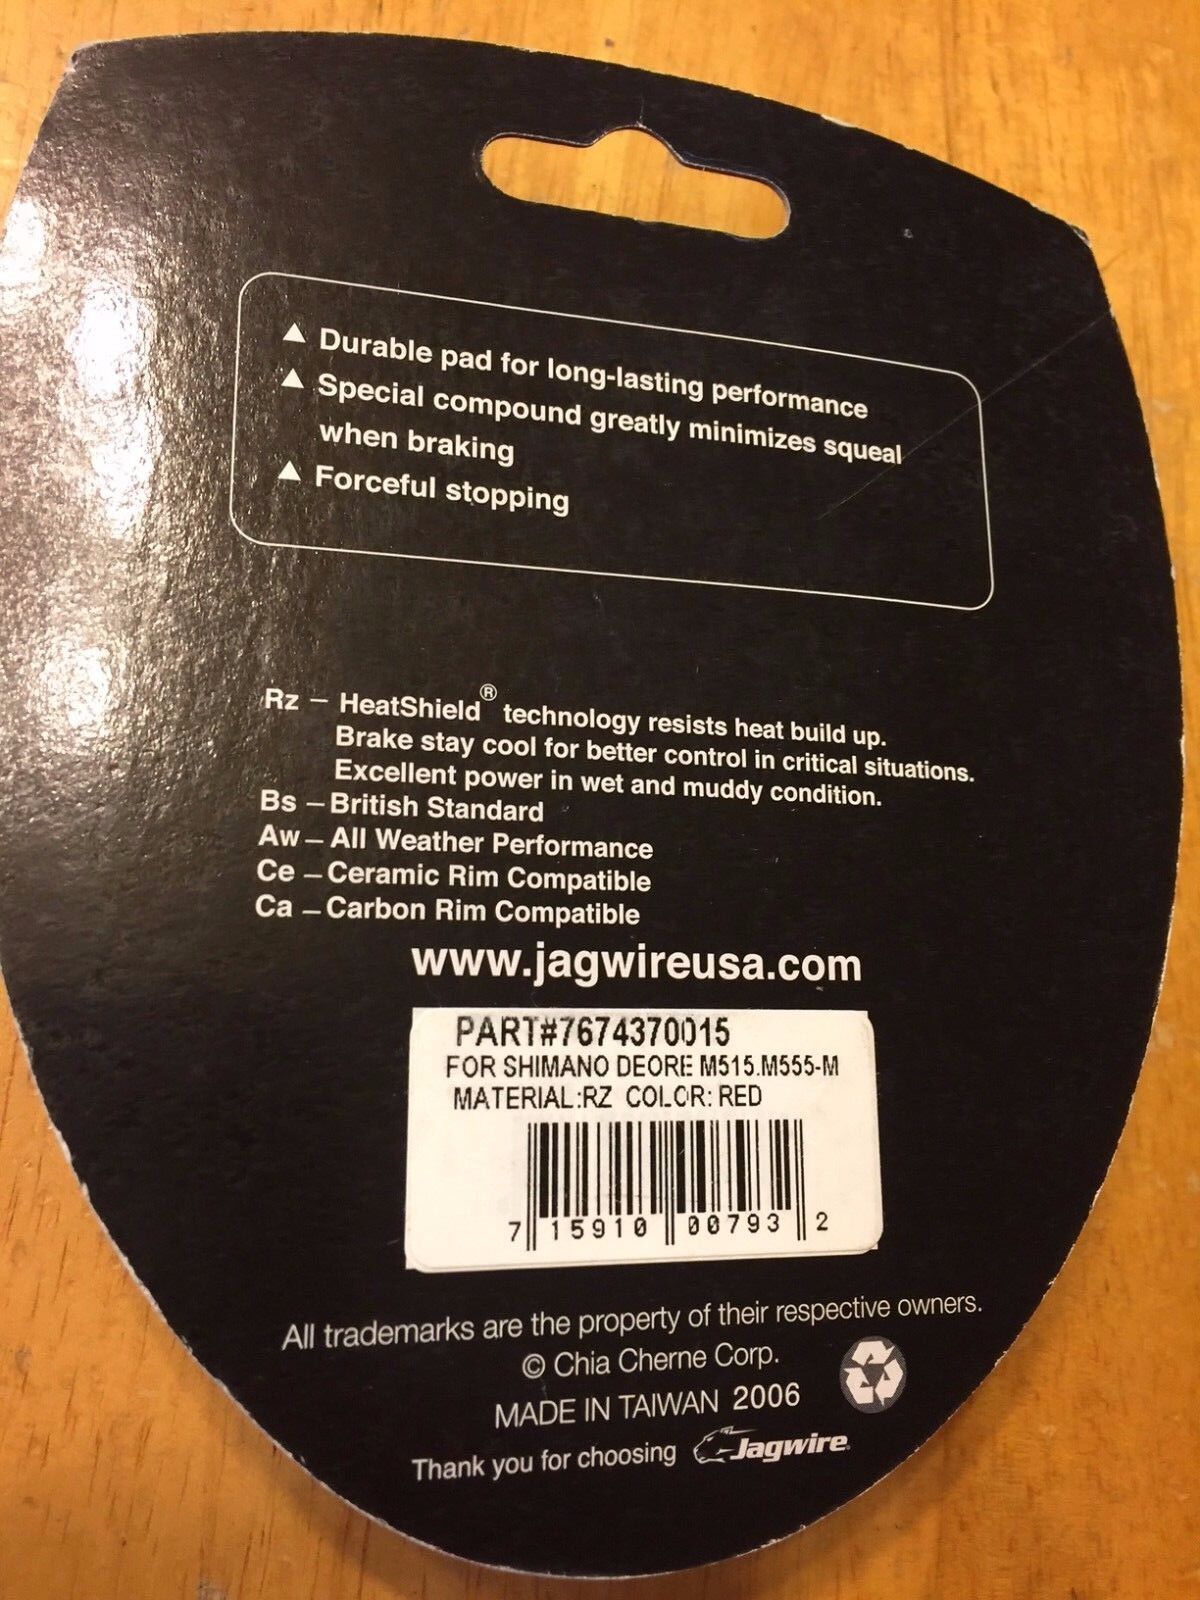 ▲ Durable pad for long-lasting performance
▲ Special compound greatly minimizes squeal
when braking
▲ Forceful stopping
Rz – HeatShield® technology resists heat build up.
Brake stay cool for better control in critical situations.
Excellent power in wet and muddy condition.
Bs – British Standard
Aw – All Weather Performance
Ce – Ceramic Rim Compatible
Ca – Carbon Rim Compatible
www.jagwireusa.com
PART#7674370015
FOR SHIMANO DEORE M515.M555-M
MATERIAL:RZ COLOR: RED
7 15910 00793 2
All trademarks are the property of their respective owners.
© Chia Cherne Corp.
MADE IN TAIWAN 2006
Thank you for choosing Jagwire